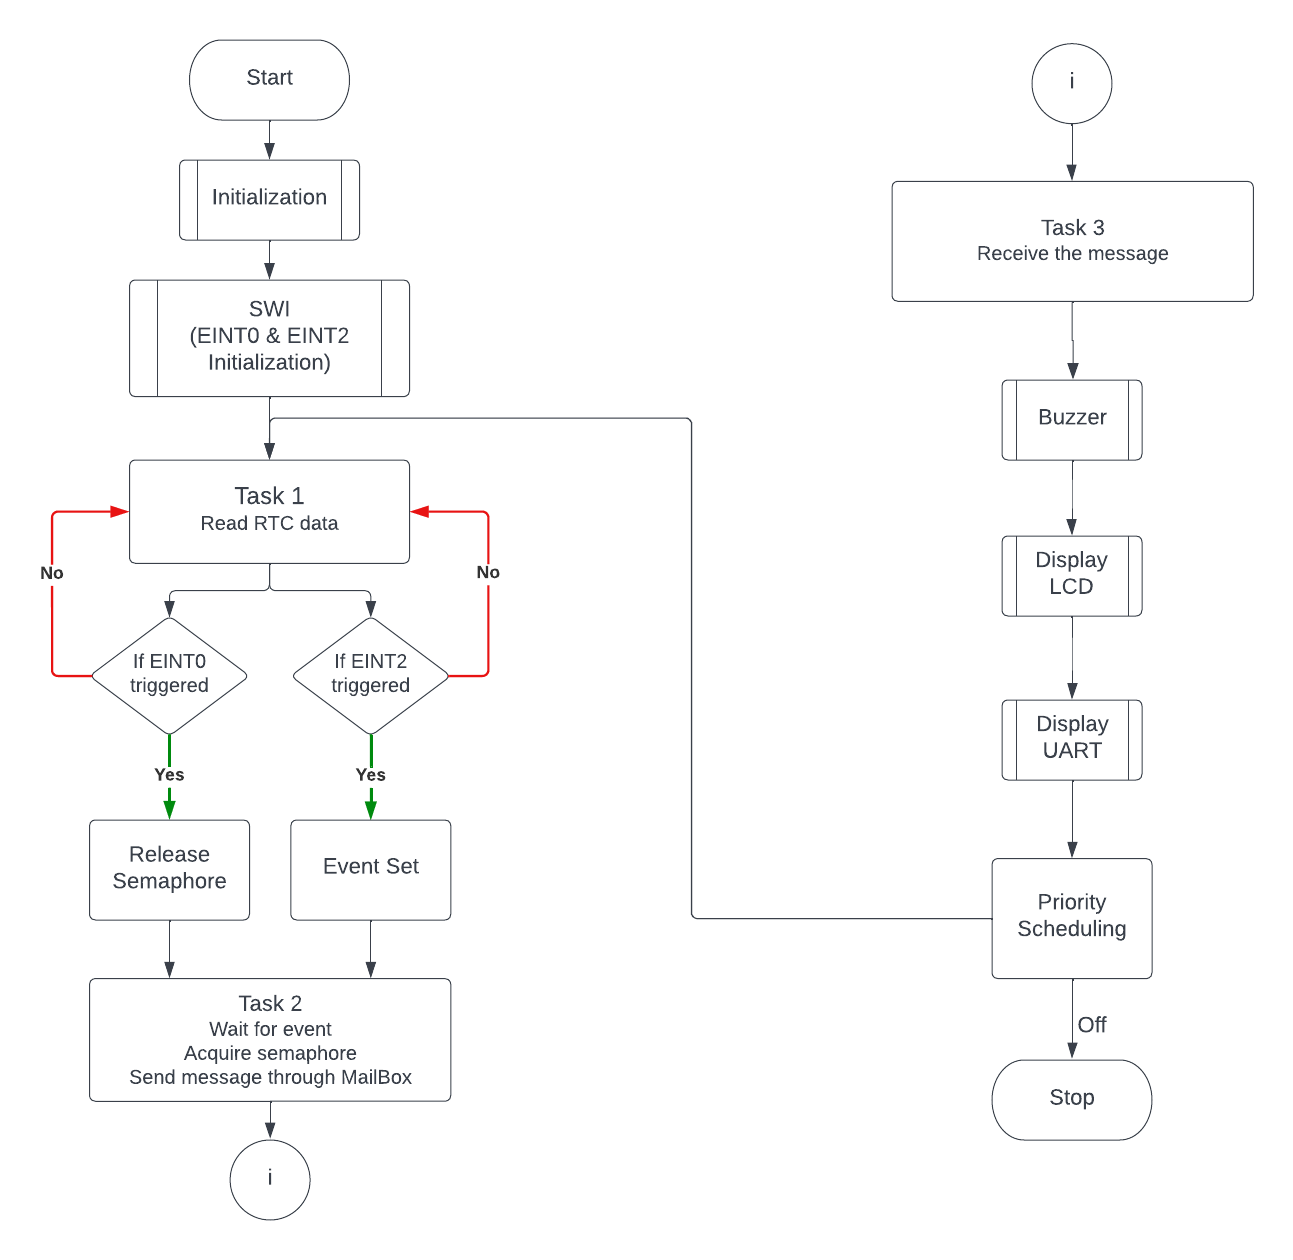 Start
Initialization
SWI
(EINT0 & EINT2
Initialization)
Task 1
Read RTC data
No
No
If EINT0
triggered
If EINT2
triggered
Yes
Yes
Release
Semaphore
Event Set
Task 2
Wait for event
Acquire semaphore
Send message through MailBox
i
i
Task 3
Receive the message
Buzzer
Display
LCD
Display
UART
Priority
Scheduling
Off
Stop